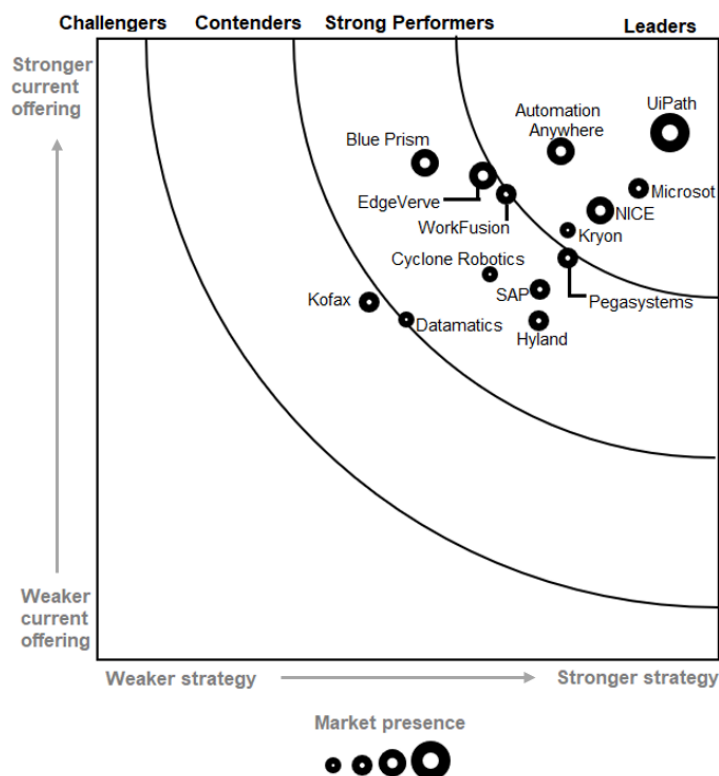 Challengers
Contenders
Strong Performers
Leaders
Stronger
current
offering
UiPath
Automation
Anywhere
Blue Prism
Microsot
EdgeVerve
NICE
WorkFusion
Kryon
Cyclone Robotics
SAP
Pegasystems
Kofax
Datamatics
Hyland
Weaker
current
offering
Weaker strategy
Stronger strategy
Market presence